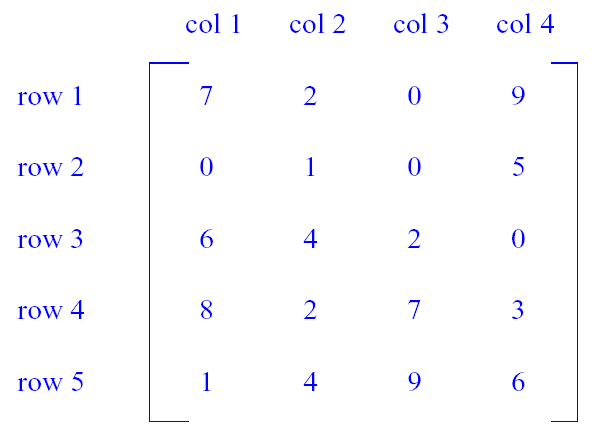 col 1 col 2 col 3 col 4
row 1 7 2 0 9
row 2 0 1 0 5
row 3 6 4 2 0
row 4 8 2 7 3
row 5 1 4 9 6